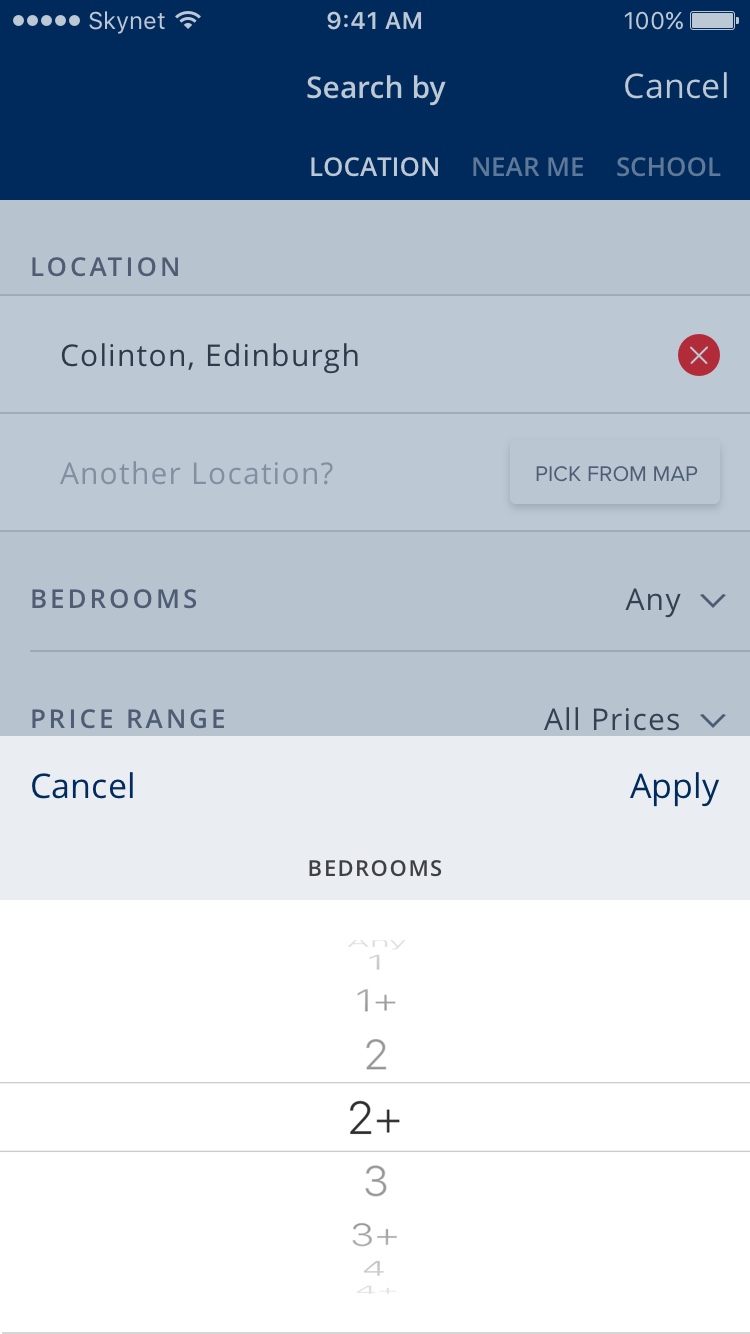 Skynet 9:41 AM 100%
Search by Cancel
LOCATION NEAR ME SCHOOL
LOCATION
Colinton, Edinburgh
Another Location? PICK FROM MAP
BEDROOMS Any
PRICE RANGE All Prices
Cancel Apply
BEDROOMS
Any
1
1+
2
2+
3
3+
4
4+